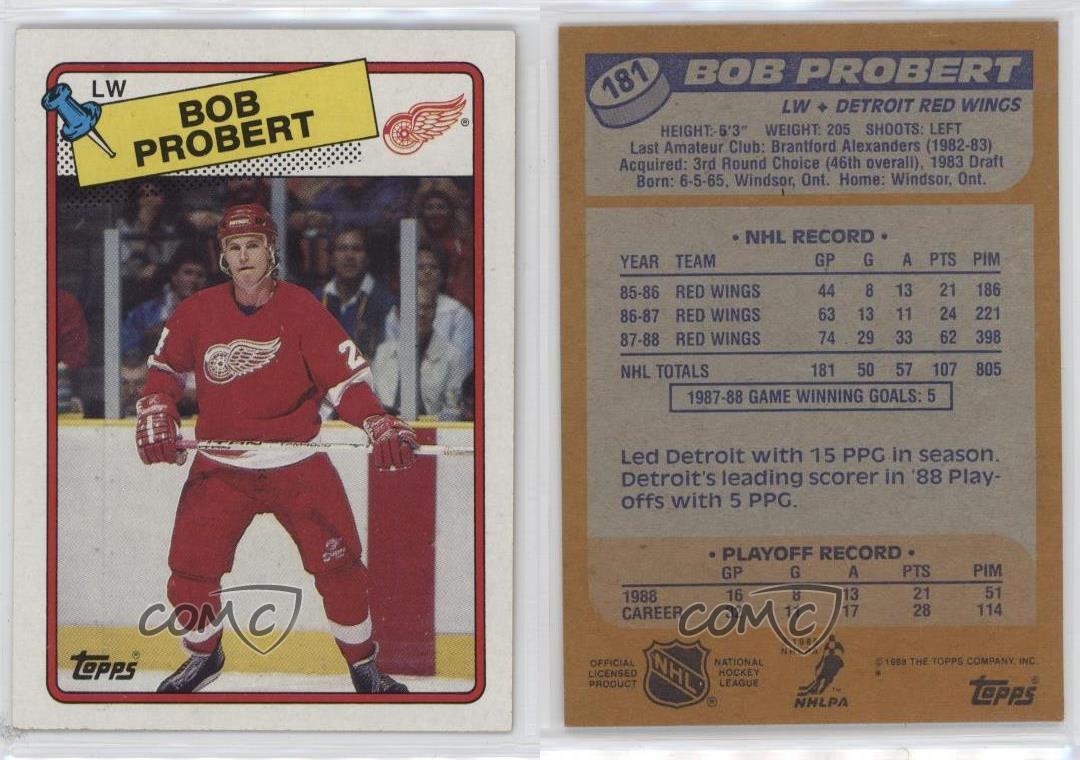 LW
BOB
PROBERT
®
DETROIT
2
TITAN
topps®
COMC
181
BOB PROBERT
LW ✦ DETROIT RED WINGS
HEIGHT: 6'3" WEIGHT: 205 SHOOTS: LEFT
Last Amateur Club: Brantford Alexanders (1982-83)
Acquired: 3rd Round Choice (46th overall), 1983 Draft
Born: 6-5-65, Windsor, Ont. Home: Windsor, Ont.
• NHL RECORD •
YEAR TEAM GP G A PTS PIM
85-86 RED WINGS 44 8 13 21 186
86-87 RED WINGS 63 13 11 24 221
87-88 RED WINGS 74 29 33 62 398
NHL TOTALS 181 50 57 107 805
1987-88 GAME WINNING GOALS: 5
Led Detroit with 15 PPG in season.
Detroit's leading scorer in '88 Play-
offs with 5 PPG.
• PLAYOFF RECORD •
GP G A PTS PIM
1988 16 8 13 21 51
CAREER 11 17 28 114
COMC
OFFICIAL
LICENSED
PRODUCT
NHL®
NATIONAL
HOCKEY
LEAGUE
NHLPA
™
©1988 THE TOPPS COMPANY, INC.
*
topps®